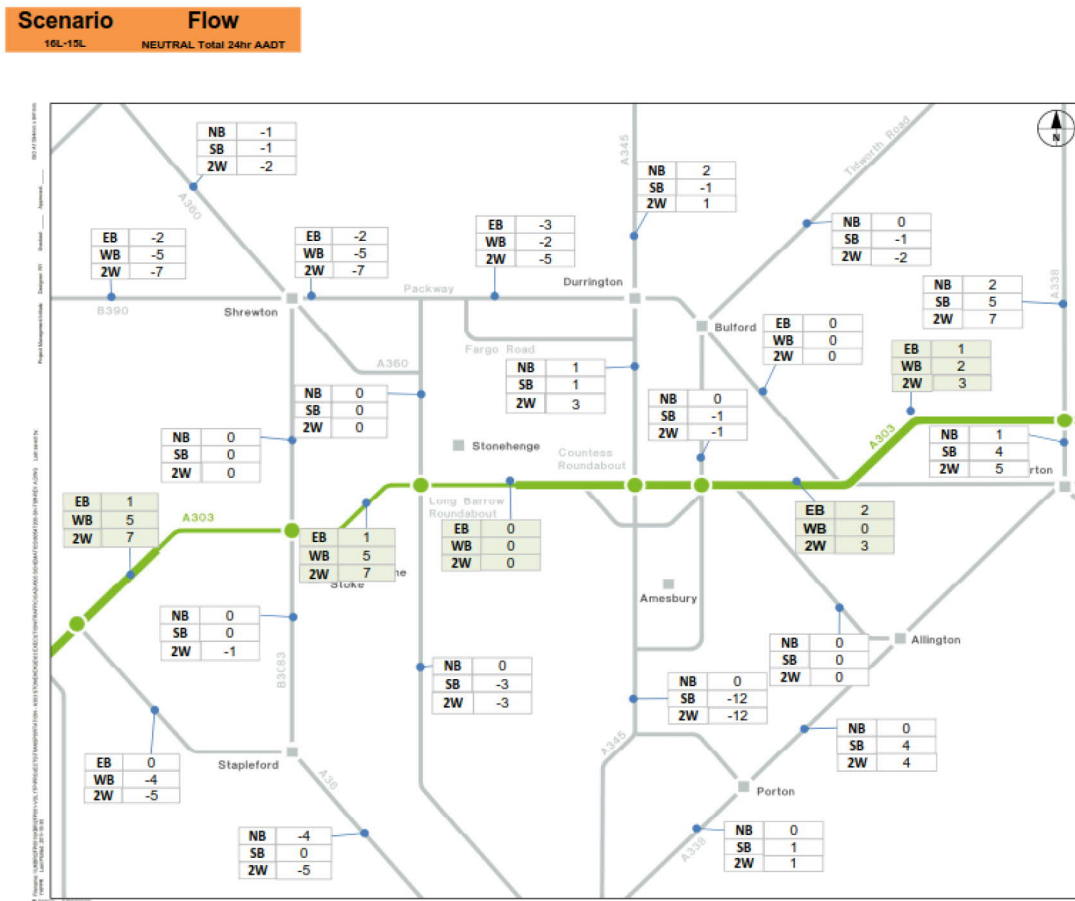 Scenario Flow
16L-15L NEUTRAL Total 24hr AADT
N
NB -1
SB -1
2W -2
A360
A345
NB 2
SB -1
2W 1
Tidworth Road
NB 0
SB -1
2W -2
EB -2
WB -5
2W -7
B390
EB -2
WB -5
2W -7
Shrewton
EB -3
WB -2
2W -5
Packway
Durrington
Fargo Road
Bulford
A338
NB 2
SB 5
2W 7
EB 0
WB 0
2W 0
EB 1
WB 2
2W 3
A360
NB 1
SB 1
2W 3
NB 0
SB 0
2W 0
NB 0
SB -1
2W -1
NB 0
SB 0
2W 0
Stonehenge
Countess
Roundabout
A303
NB 1
SB 4
2W 5
rton
EB 1
WB 5
2W 7
A303
Long Barrow
Roundabout
EB 1
WB 5
2W 7
ne
Stoke
EB 0
WB 0
2W 0
EB 2
WB 0
2W 3
Amesbury
NB 0
SB 0
2W -1
B3083
NB 0
SB -3
2W -3
NB 0
SB -12
2W -12
NB 0
SB 0
2W 0
Allington
A345
NB 0
SB 4
2W 4
EB 0
WB -4
2W -5
Stapleford
A36
Porton
NB -4
SB 0
2W -5
A338
NB 0
SB 1
2W 1